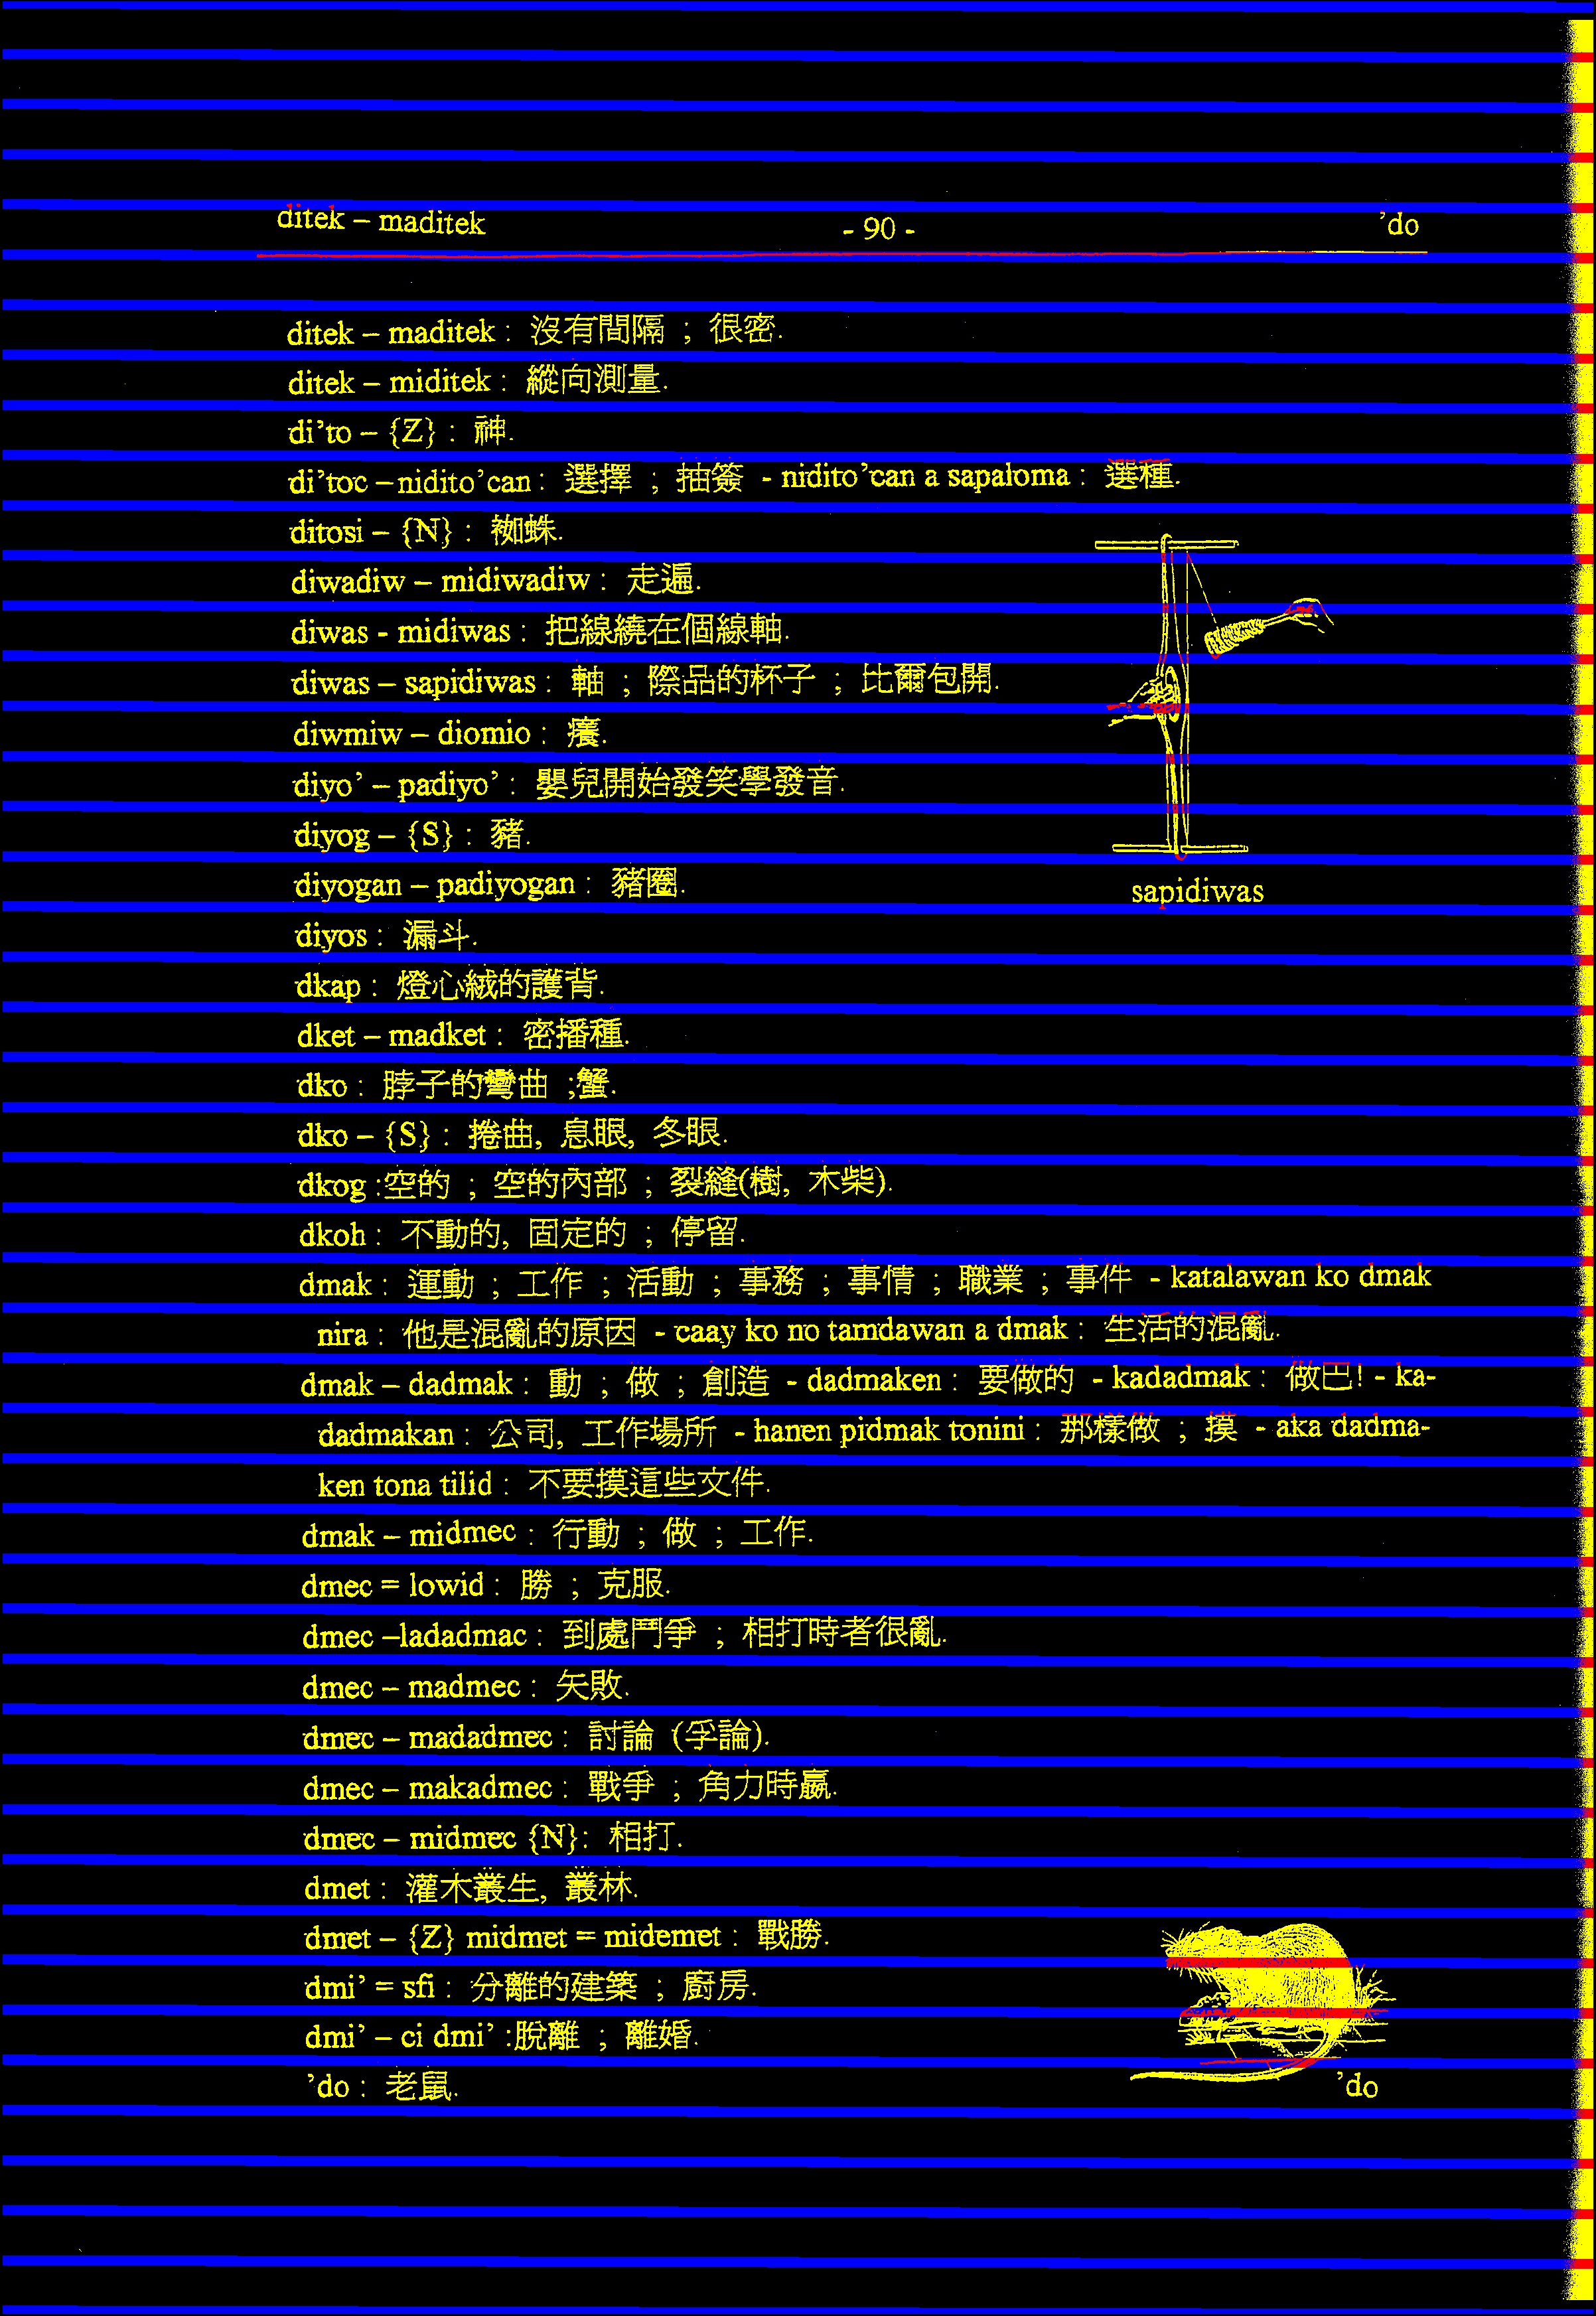 ditek – maditek - 90 - ’do
ditek – maditek : 沒有間隔 ; 很密.
ditek – miditek : 縱向測量.
di’to – {Z} : 神.
di’toc –nidito’can : 選擇 ; 抽簽 - nidito’can a sapaloma : 選種.
ditosi – {N} : 蜘蛛.
diwadiw – midiwadiw : 走遍.
diwas - midiwas : 把線繞在個線軸.
diwas – sapidiwas : 軸 ; 際品的杯子 ; 比爾包開.
diwmiw – diomio : 癢.
diyo’ – padiyo’ : 嬰兒開始發笑學發音.
diyog – {S} : 豬.
diyogan – padiyogan : 豬圈.
sapidiwas
diyos : 漏斗.
dkap : 燈心絨的護背.
dket – madket : 密播種.
dko : 脖子的彎曲 ;蟹.
dko – {S} : 捲曲, 息眼, 冬眼.
dkog :空的 ; 空的內部 ; 裂縫(樹, 木柴).
dkoh : 不動的, 固定的 ; 停留.
dmak : 運動 ; 工作 ; 活動 ; 事務 ; 事情 ; 職業 ; 事件 - katalawan ko dmak
nira : 他是混亂的原因 - caay ko no tamdawan a dmak : 生活的混亂.
dmak – dadmak : 動 ; 做 ; 創造 - dadmaken : 要做的 - kadadmak : 做巴! - ka-
dadmakan : 公司, 工作場所 - hanen pidmak tonini : 那樣做 ; 摸 - aka dadma-
ken tona tilid : 不要摸這些文件.
dmak – midmec : 行動 ; 做 ; 工作.
dmec = lowid : 勝 ; 克服.
dmec –ladadmac : 到處鬥爭 ; 相打時者很亂.
dmec – madmec : 矢敗.
dmec – madadmec : 討論 (孚論).
dmec – makadmec : 戰爭 ; 角力時贏.
dmec – midmec {N}: 相打.
dmet : 灌木叢生, 叢林.
dmet – {Z} midmet = midemet : 戰勝.
dmi’ = sfi : 分離的建築 ; 廚房.
dmi’ – ci dmi’ :脫離 ; 離婚.
’do : 老鼠.
’do